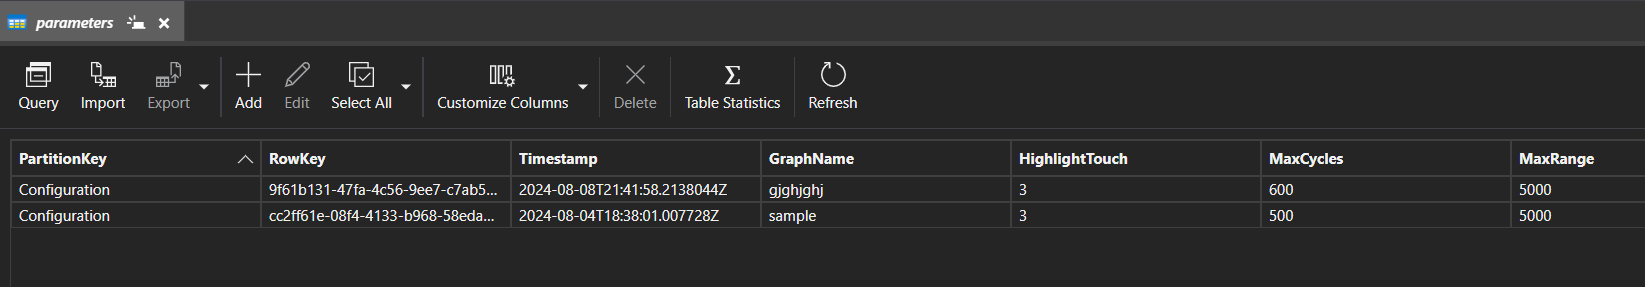 parameters
Query Import Export Add Edit Select All Customize Columns Delete Table Statistics Refresh
PartitionKey RowKey Timestamp GraphName HighlightTouch MaxCycles MaxRange
Configuration 9f61b131-47fa-4c56-9ee7-c7ab5... 2024-08-08T21:41:58.2138044Z gjghjghj 3 600 5000
Configuration cc2ff61e-08f4-4133-b968-58eda... 2024-08-04T18:38:01.007728Z sample 3 500 5000